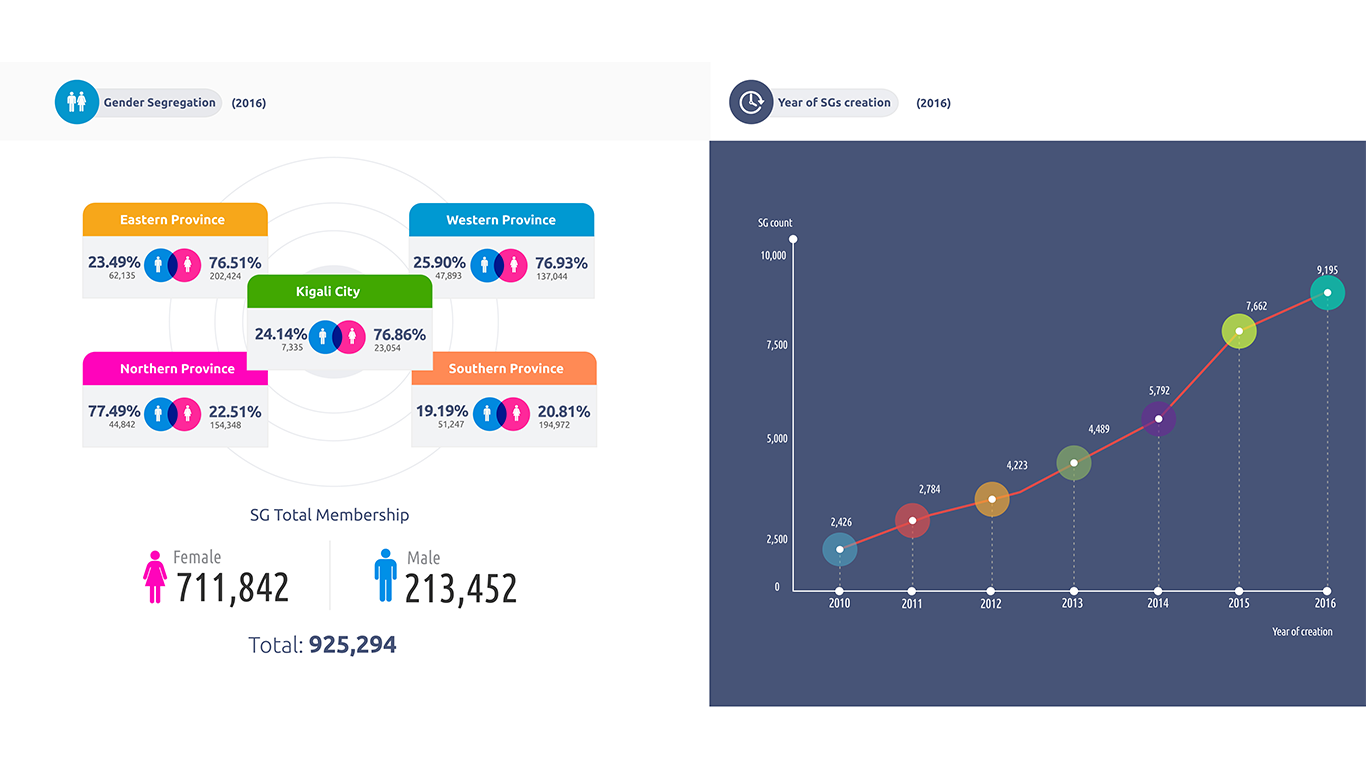 Gender Segregation (2016)
Eastern Province
23.49% 76.51%
62,135 202,424
Western Province
25.90% 76.93%
47,893 137,044
Kigali City
24.14% 76.86%
7,335 23,054
Northern Province
77.49% 22.51%
44,842 154,348
Southern Province
19.19% 20.81%
51,247 194,972
SG Total Membership
Female
711,842
Male
213,452
Total: 925,294
Year of SGs creation (2016)
SG count
10,000
7,500
5,000
2,500
0
2,426
2,784
4,223
4,489
5,792
7,662
9,195
2010 2011 2012 2013 2014 2015 2016
Year of creation